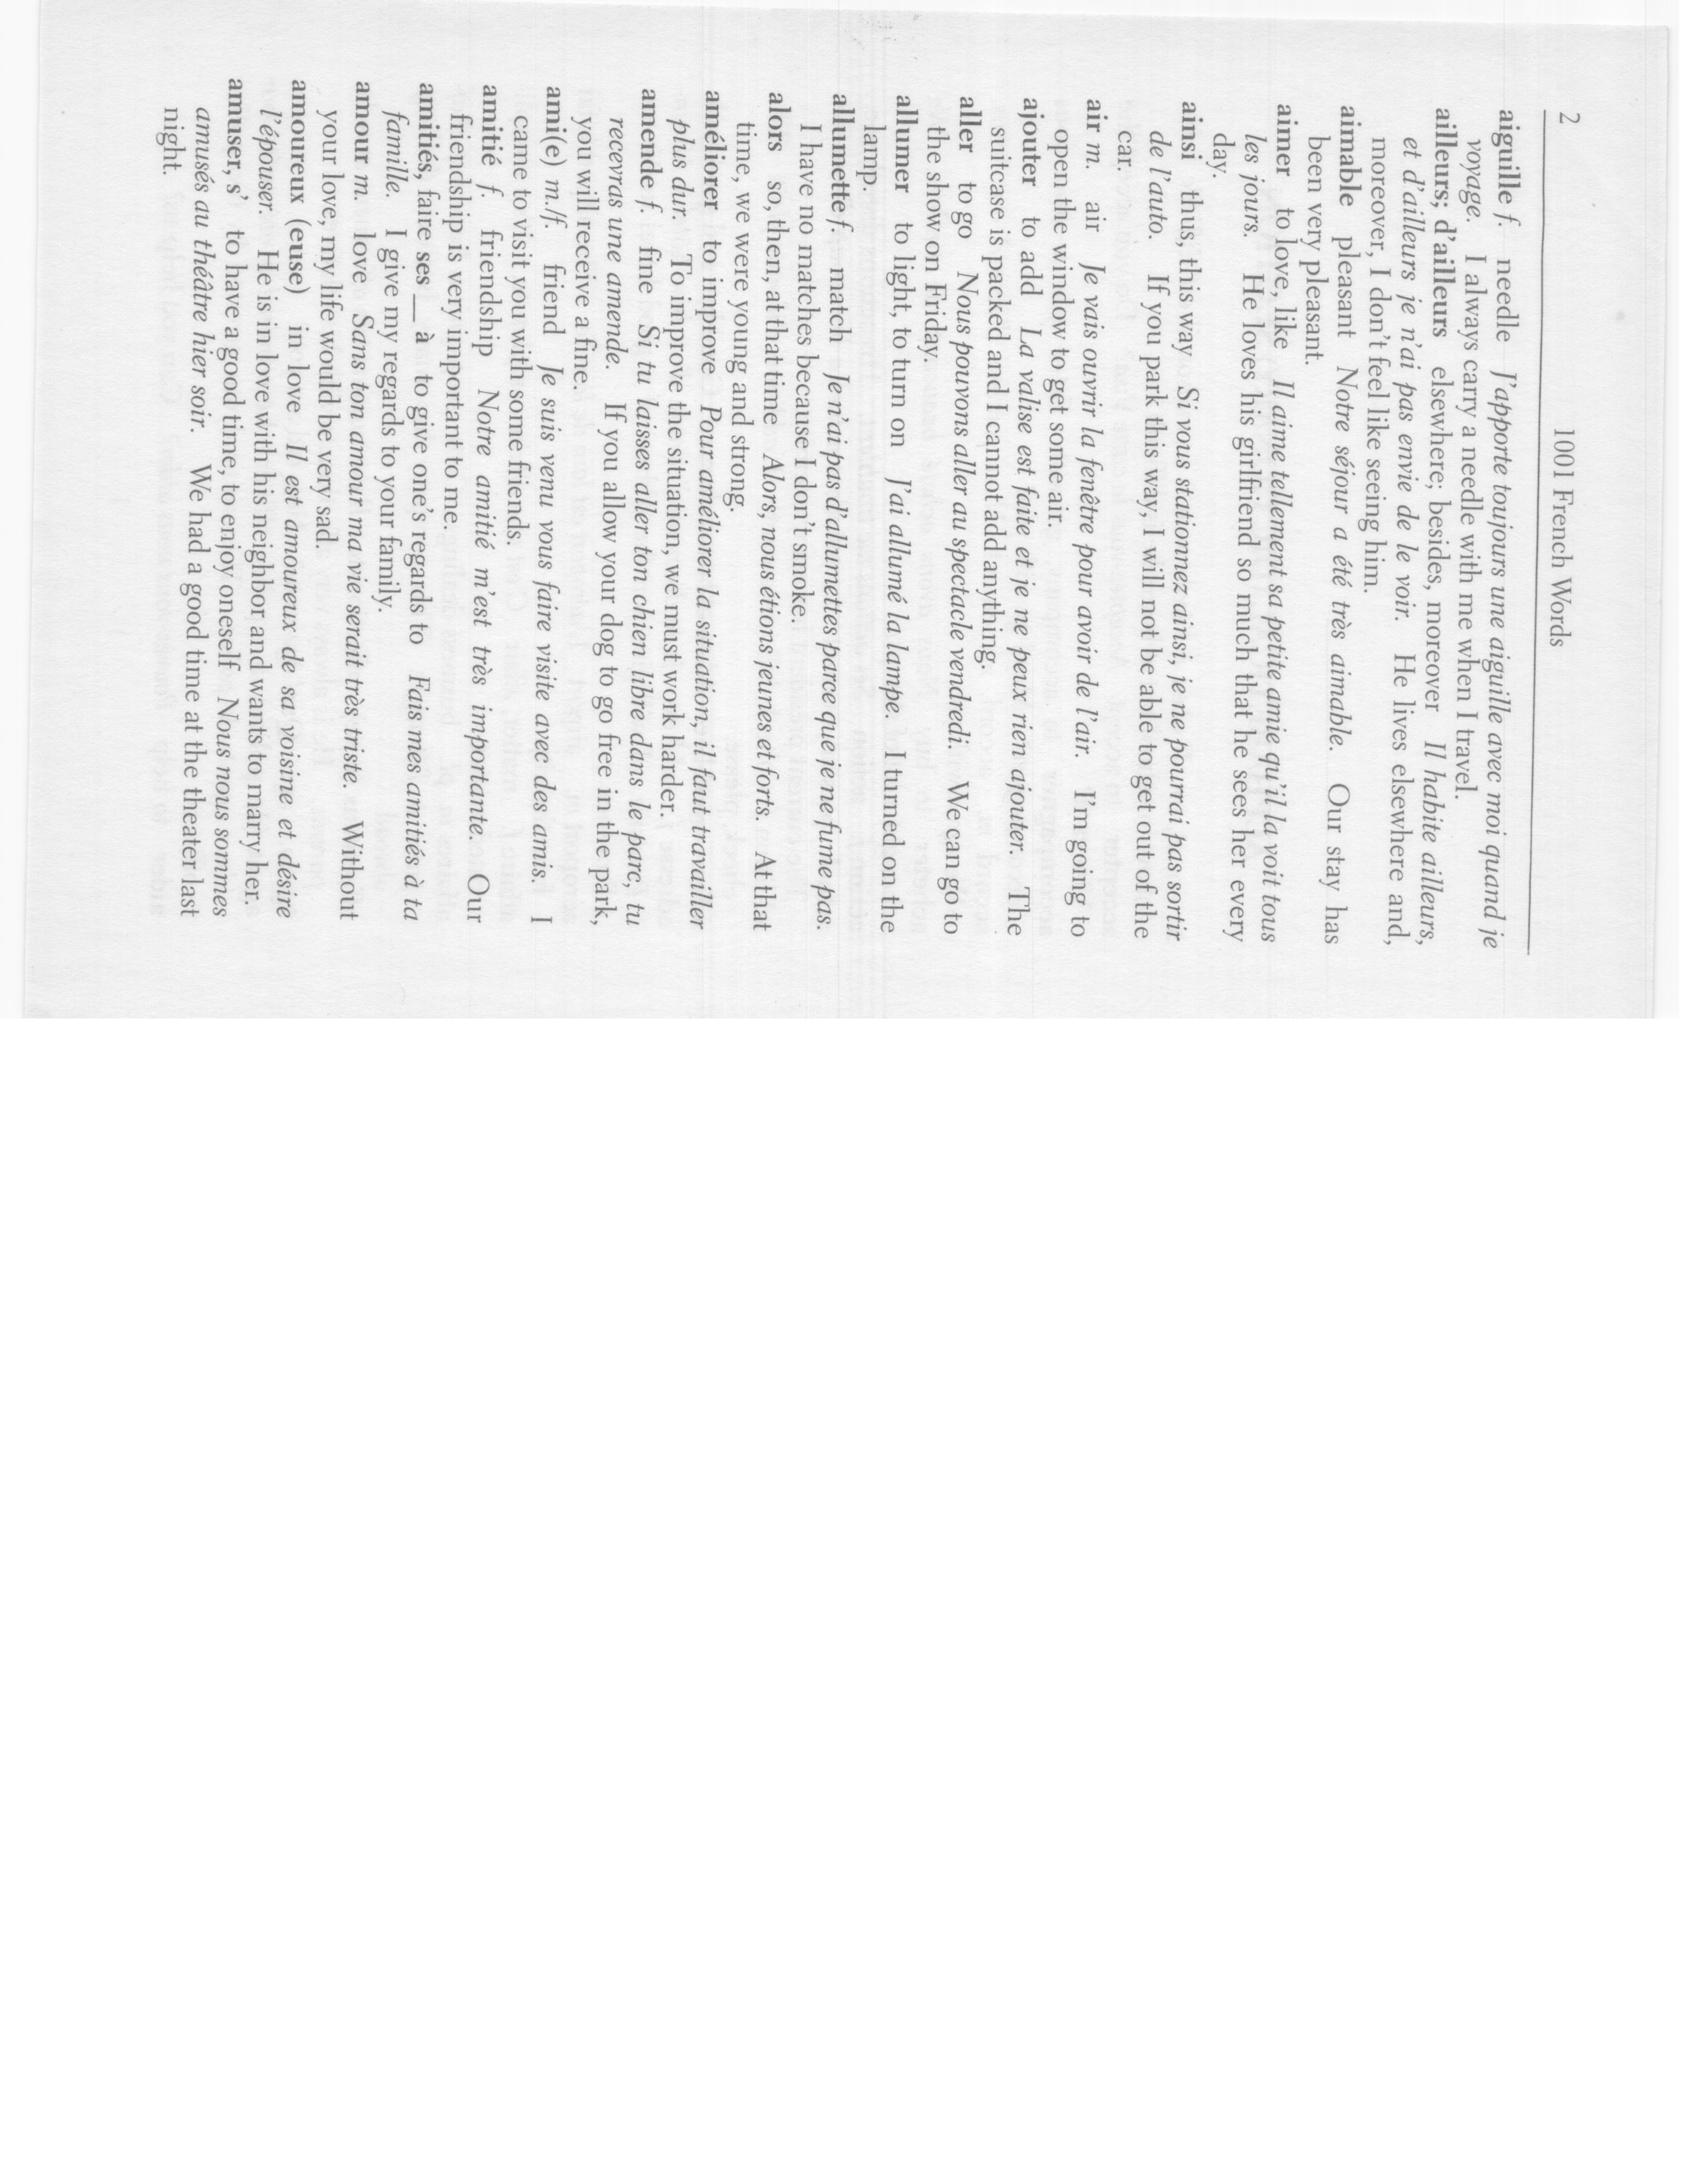 2 1001 French Words
aiguille f. needle J'apporte toujours une aiguille avec moi quand je
voyage. I always carry a needle with me when I travel.
ailleurs; d'ailleurs elsewhere; besides, moreover Il habite ailleurs,
et d'ailleurs je n'ai pas envie de le voir. He lives elsewhere and,
moreover, I don't feel like seeing him.
aimable pleasant Notre séjour a été très aimable. Our stay has
been very pleasant.
aimer to love, like Il aime tellement sa petite amie qu'il la voit tous
les jours. He loves his girlfriend so much that he sees her every
day.
ainsi thus, this way Si vous stationnez ainsi, je ne pourrai pas sortir
de l'auto. If you park this way, I will not be able to get out of the
car.
air m. air Je vais ouvrir la fenêtre pour avoir de l'air. I'm going to
open the window to get some air.
ajouter to add La valise est faite et je ne peux rien ajouter. The
suitcase is packed and I cannot add anything.
aller to go Nous pouvons aller au spectacle vendredi. We can go to
the show on Friday.
allumer to light, to turn on J'ai allumé la lampe. I turned on the
lamp.
allumette f. match Je n'ai pas d'allumettes parce que je ne fume pas.
I have no matches because I don't smoke.
alors so, then, at that time Alors, nous étions jeunes et forts. At that
time, we were young and strong.
améliorer to improve Pour améliorer la situation, il faut travailler
plus dur. To improve the situation, we must work harder.
amende f. fine Si tu laisses aller ton chien libre dans le parc, tu
recevras une amende. If you allow your dog to go free in the park,
you will receive a fine.
ami(e) m./f. friend Je suis venu vous faire visite avec des amis. I
came to visit you with some friends.
amitié f. friendship Notre amitié m'est très importante. Our
friendship is very important to me.
amitiés, faire ses __ à to give one's regards to Fais mes amitiés à ta
famille. I give my regards to your family.
amour m. love Sans ton amour ma vie serait très triste. Without
your love, my life would be very sad.
amoureux (euse) in love Il est amoureux de sa voisine et désire
l'épouser. He is in love with his neighbor and wants to marry her.
amuser, s' to have a good time, to enjoy oneself Nous nous sommes
amusés au théâtre hier soir. We had a good time at the theater last
night.